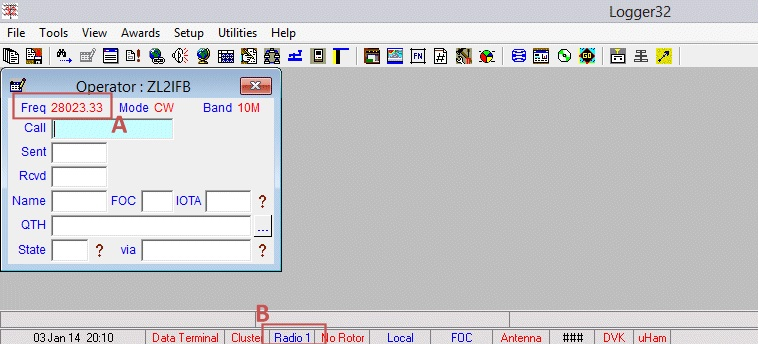 Logger32
File Tools View Awards Setup Utilities Help
Operator : ZL2IFB
Freq 28023.33 Mode CW Band 10M
A
Call
Sent
Rcvd
Name FOC IOTA ?
QTH ...
State ? via ?
B
03 Jan 14 20:10 Data Terminal Cluster Radio 1 No Rotor Local FOC Antenna ### DVK uHam